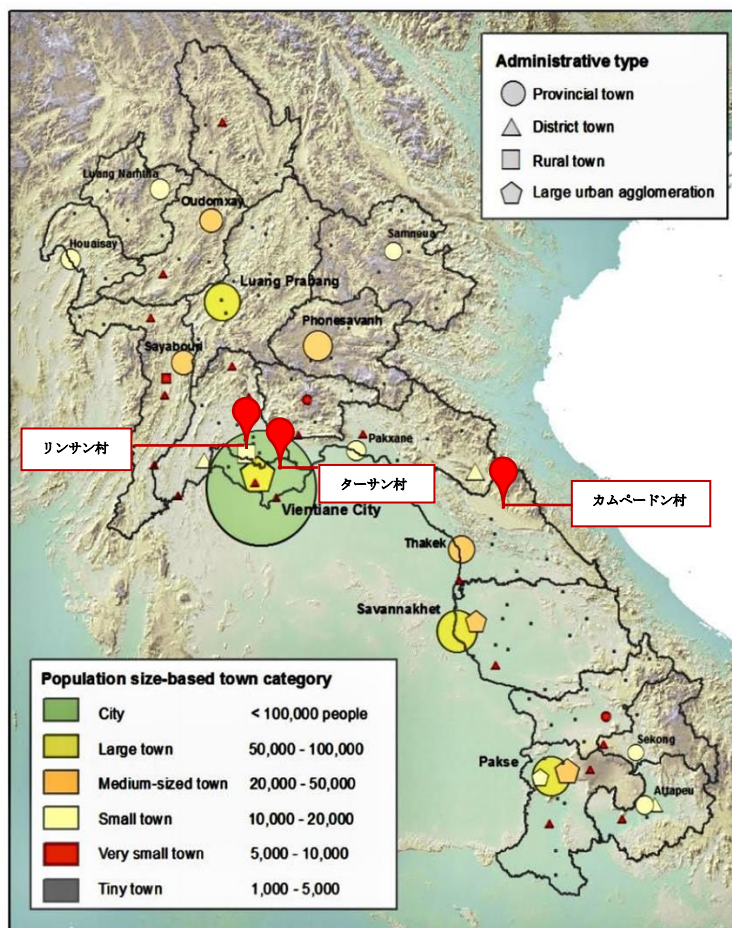 Administrative type
Provincial town
District town
Rural town
Large urban agglomeration
Luang Namtha
Oudomxay
Houaisay
Samneua
Luang Prabang
Phonesavanh
Sayabouri
リンサン村
Pakxane
ターサン村
カムペードン村
Vientiane City
Thakek
Savannakhet
Population size-based town category
City < 100,000 people
Large town 50,000 - 100,000
Medium-sized town 20,000 - 50,000
Small town 10,000 - 20,000
Very small town 5,000 - 10,000
Tiny town 1,000 - 5,000
Sekong
Pakse
Attapeu